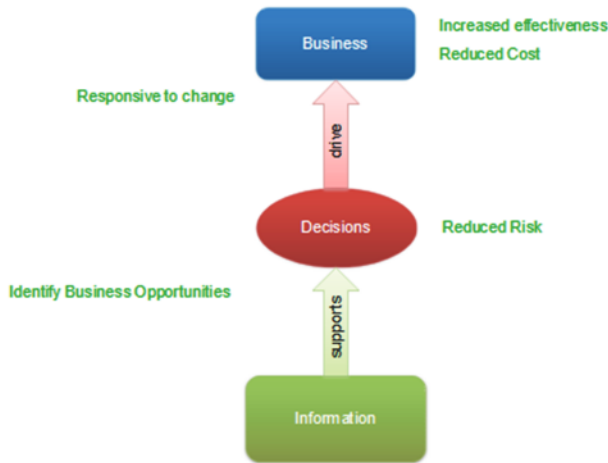 Business
Increased effectiveness
Reduced Cost
Responsive to change
drive
Decisions
Reduced Risk
Identify Business Opportunities
supports
Information